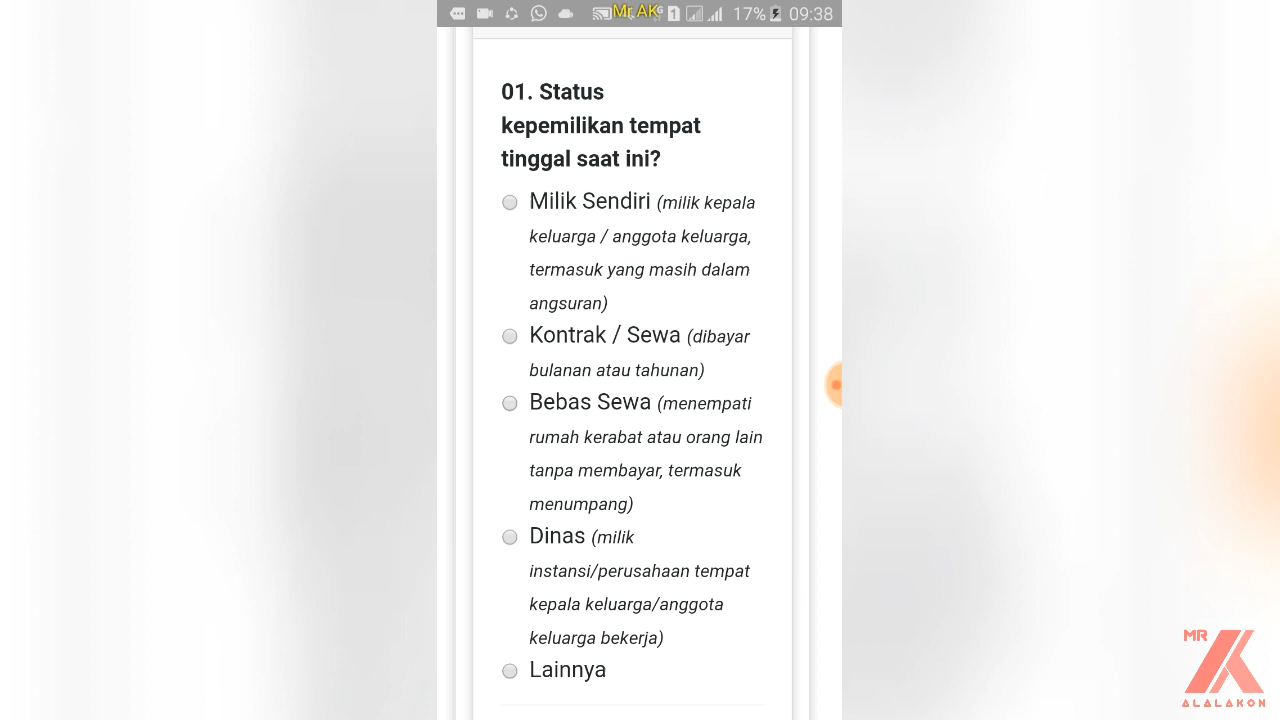 Mr AK 1 17% 09:38
01. Status
kepemilikan tempat
tinggal saat ini?
Milik Sendiri (milik kepala
keluarga / anggota keluarga,
termasuk yang masih dalam
angsuran)
Kontrak / Sewa (dibayar
bulanan atau tahunan)
Bebas Sewa (menempati
rumah kerabat atau orang lain
tanpa membayar, termasuk
menumpang)
Dinas (milik
instansi/perusahaan tempat
kepala keluarga/anggota
keluarga bekerja)
Lainnya
MR
ALALAKON